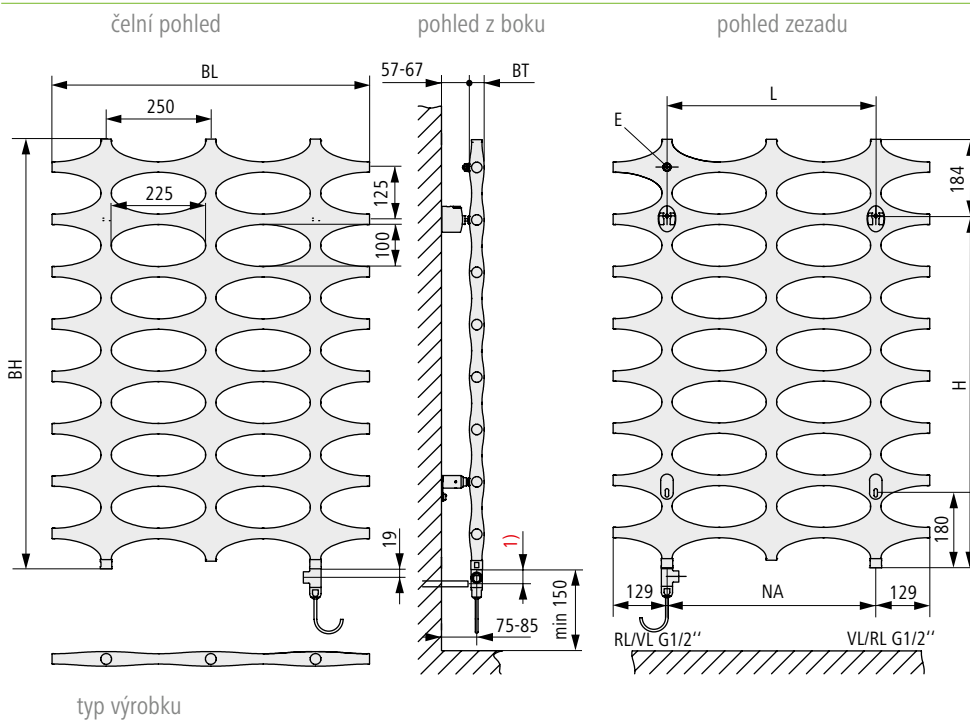 čelní pohled
pohled z boku
pohled zezadu
BL
250
225
125
100
BH
19
57-67
BT
1)
min 150
75-85
L
E
184
H
180
129
NA
129
RL/VL G1/2‘‘
VL/RL G1/2‘‘
typ výrobku